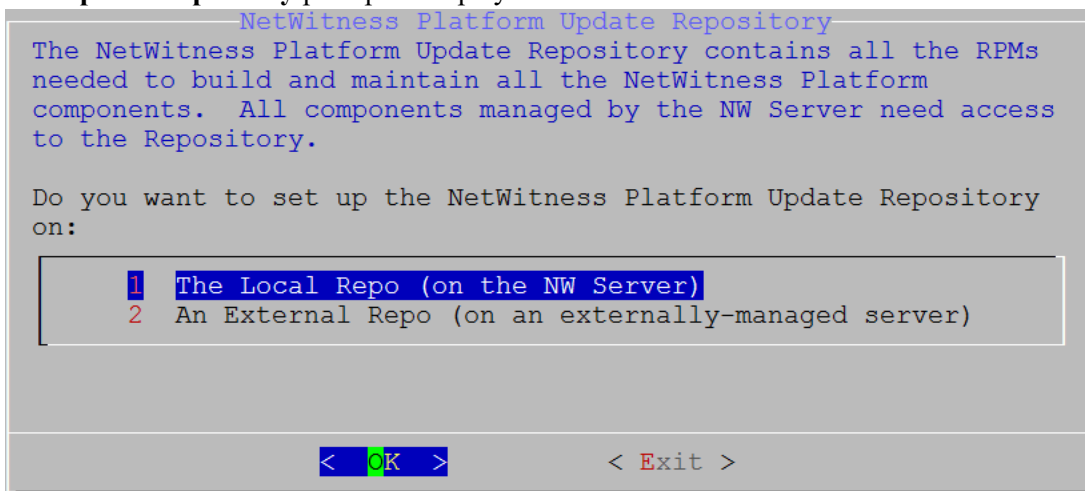 NetWitness Platform Update Repository
The NetWitness Platform Update Repository contains all the RPMs
needed to build and maintain all the NetWitness Platform
components.  All components managed by the NW Server need access
to the Repository.
Do you want to set up the NetWitness Platform Update Repository
on:
1 The Local Repo (on the NW Server)
2 An External Repo (on an externally-managed server)
< OK > < Exit >